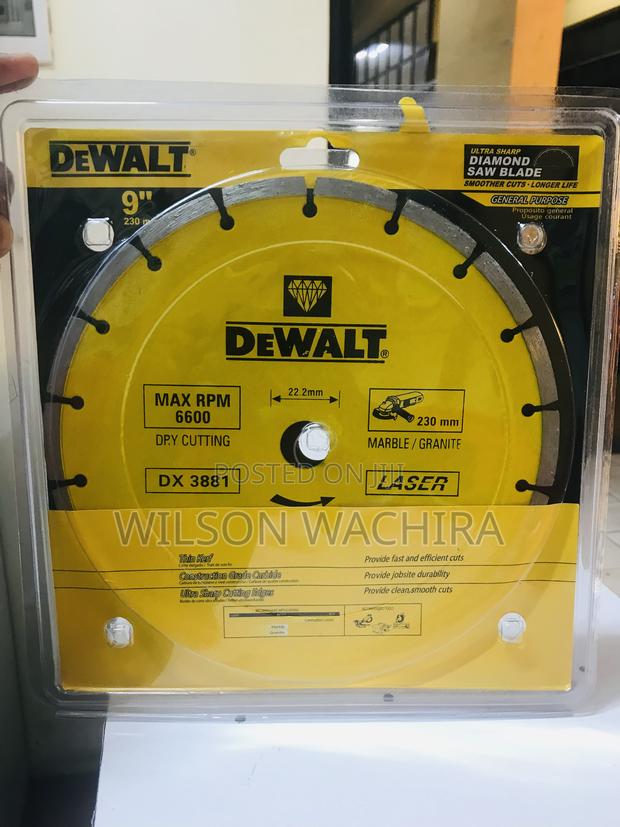 DEWALT®
9"
230 m
ULTRA SHARP
DIAMOND
SAW BLADE
SMOOTHER CUTS · LONGER LIFE
GENERAL PURPOSE
Proposito general
Usage courant
DEWALT®
MAX RPM
6600
DRY CUTTING
22.2mm
230 mm
MARBLE / GRANITE
DX 3881
LASER
POSTED ON JIJI
WILSON WACHIRA
Thin Kerf
Provide fast and efficient cuts
Construction Grade Carbide
Provide jobsite durability
Ultra Sharp Cutting Edges
Provide clean,smooth cuts
Marble
Granite